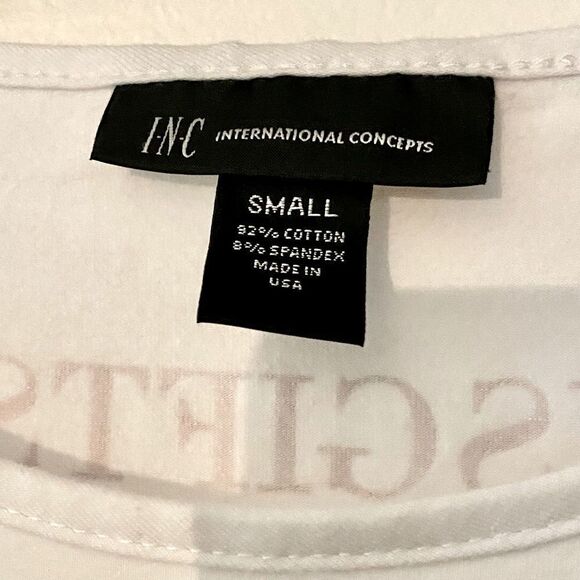 I·N·C INTERNATIONAL CONCEPTS
SMALL
92% COTTON
8% SPANDEX
MADE IN
USA